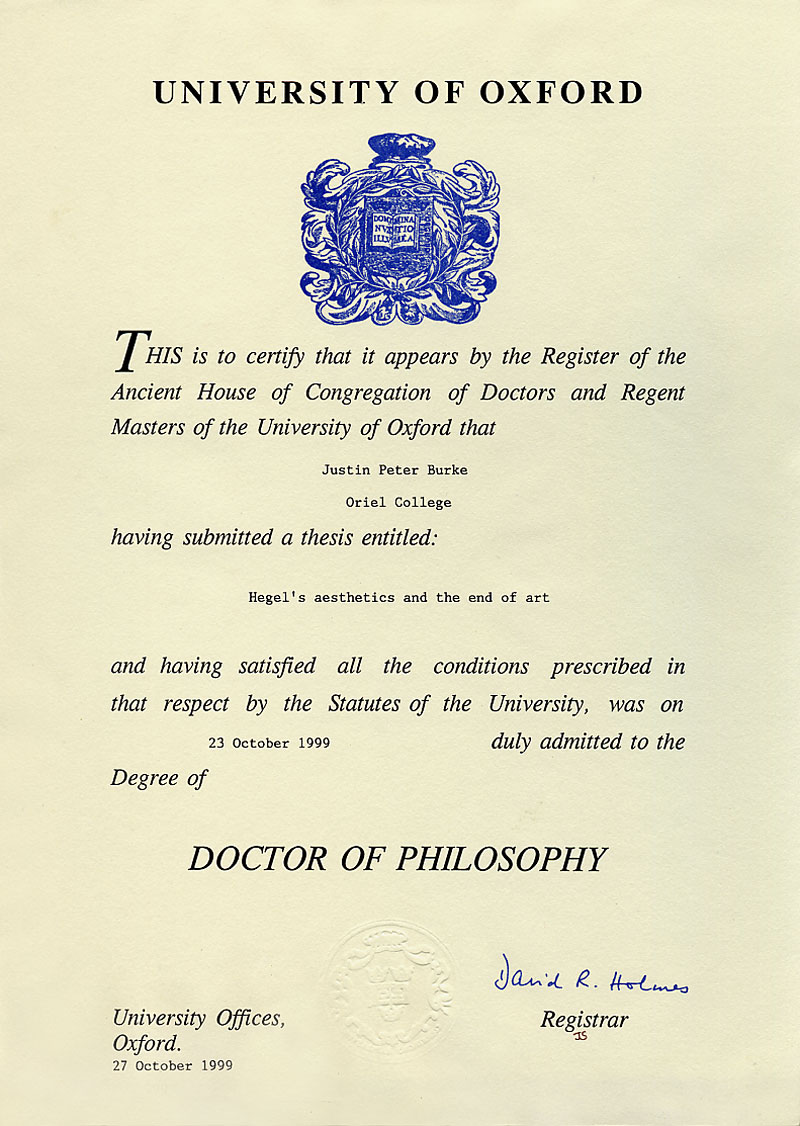 UNIVERSITY OF OXFORD
DOMINA
NVSTIO
ILLVMEA
THIS is to certify that it appears by the Register of the
Ancient House of Congregation of Doctors and Regent
Masters of the University of Oxford that
Justin Peter Burke
Oriel College
having submitted a thesis entitled:
Hegel's aesthetics and the end of art
and having satisfied all the conditions prescribed in
that respect by the Statutes of the University, was on
23 October 1999 duly admitted to the
Degree of
DOCTOR OF PHILOSOPHY
David R. Holmes
University Offices, Registrar
JS
Oxford.
27 October 1999